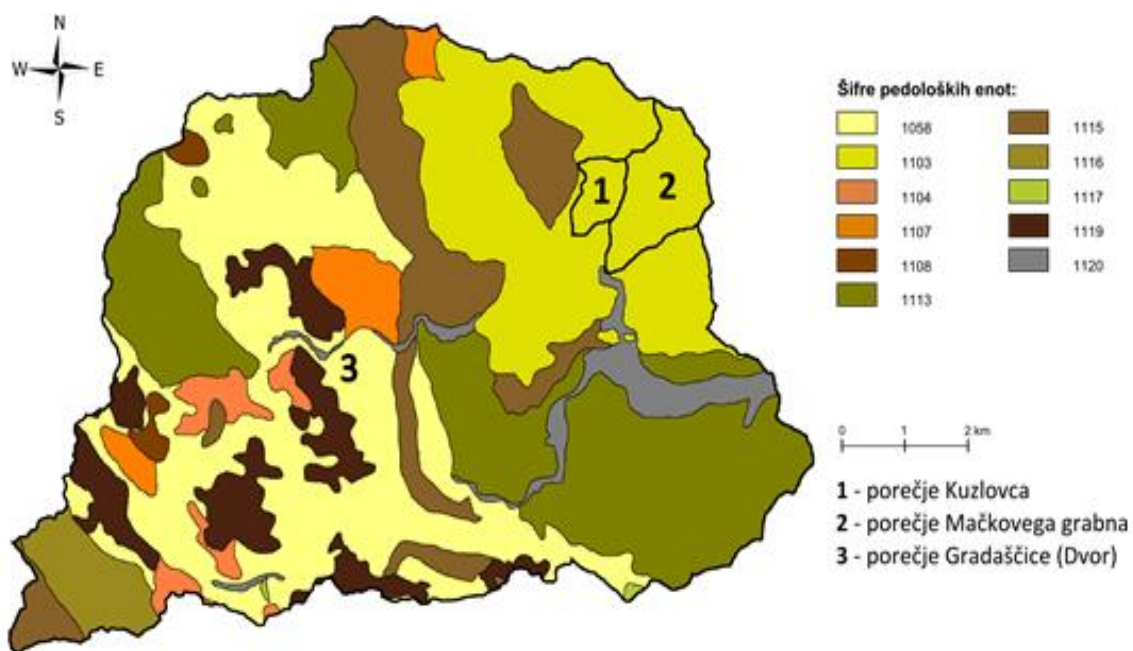 N
W E
S
Šifre pedoloških enot:
1058 1115
1103 1116
1104 1117
1107 1119
1108 1120
1113
1
2
3
0 1 2 km
1 - porečje Kuzlovca
2 - porečje Mačkovega grabna
3 - porečje Gradaščice (Dvor)